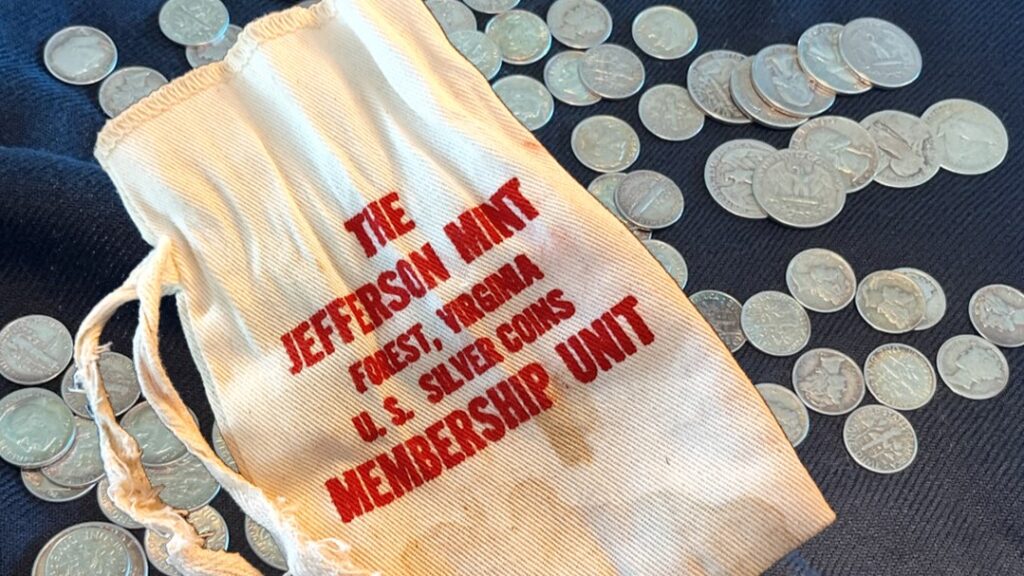 THE
JEFFERSON MINT
FOREST, VIRGINIA
U. S. SILVER COINS
MEMBERSHIP UNIT